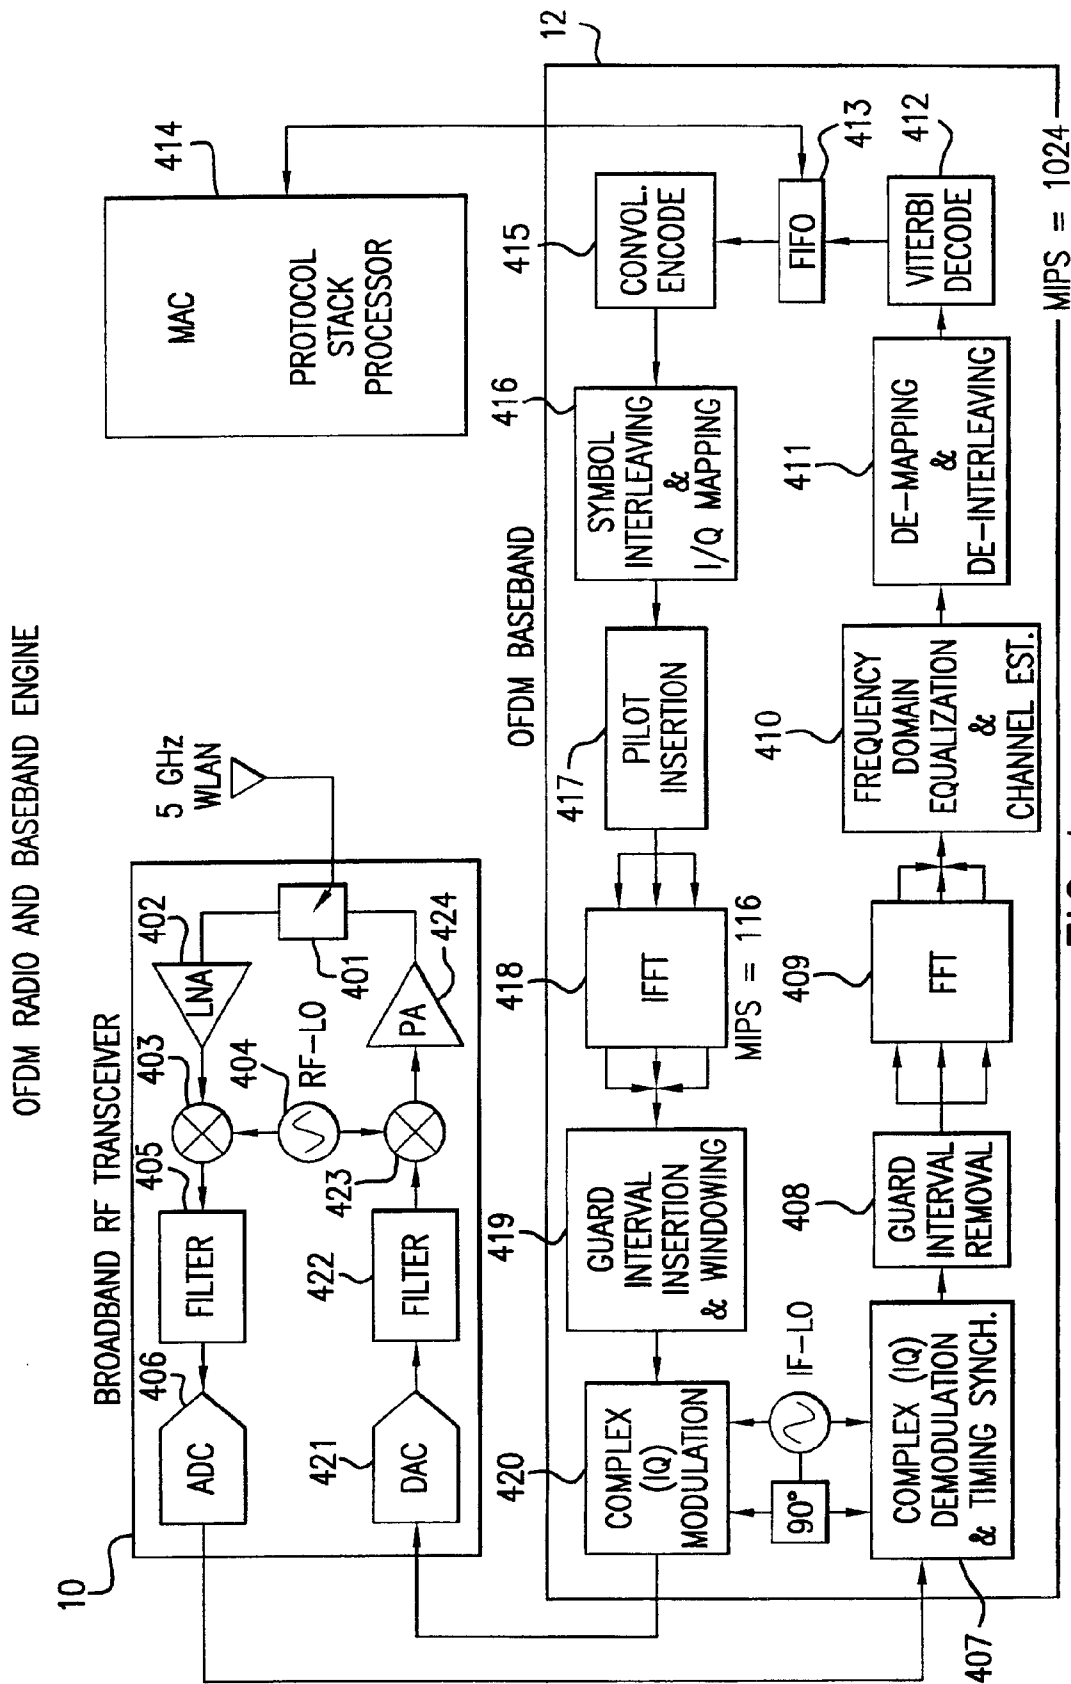 OFDM RADIO AND BASEBAND ENGINE
BROADBAND RF TRANSCEIVER
10
ADC
406
FILTER
405
403
LNA
402
5 GHz
WLAN
401
404
RF-LO
DAC
421
FILTER
422
423
PA
424
MAC
PROTOCOL
STACK
PROCESSOR
414
OFDM BASEBAND
12
COMPLEX
(IQ)
MODULATION
420
GUARD
INTERVAL
INSERTION
& WINDOWING
419
IFFT
418
MIPS = 116
PILOT
INSERTION
417
SYMBOL
INTERLEAVING
&
I/Q MAPPING
416
CONVOL.
ENCODE
415
90°
IF-LO
FIFO
413
COMPLEX (IQ)
DEMODULATION
& TIMING SYNCH.
407
GUARD
INTERVAL
REMOVAL
408
FFT
409
FREQUENCY
DOMAIN
EQUALIZATION
&
CHANNEL EST.
410
DE-MAPPING
&
DE-INTERLEAVING
411
VITERBI
DECODE
412
MIPS = 1024